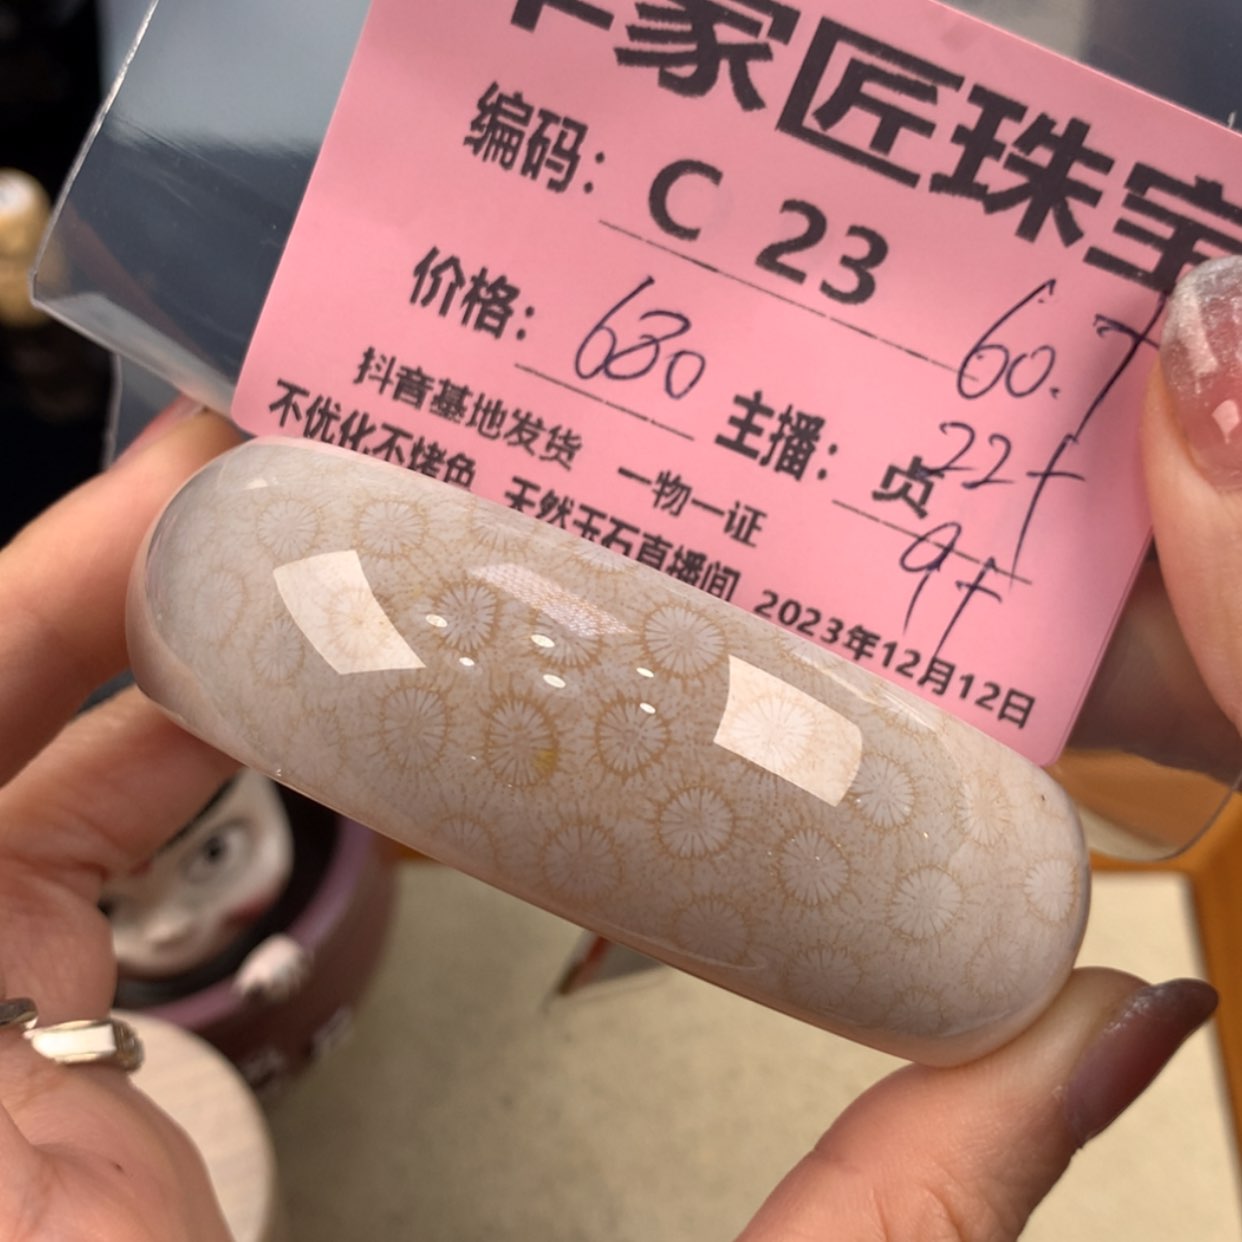 家匠珠宝
编码： C 23
60.7
价格： 680
主播： 贞
22+
9+
抖音基地发货 一物一证
不优化不烤色 天然玉石直播间 2023年12月12日